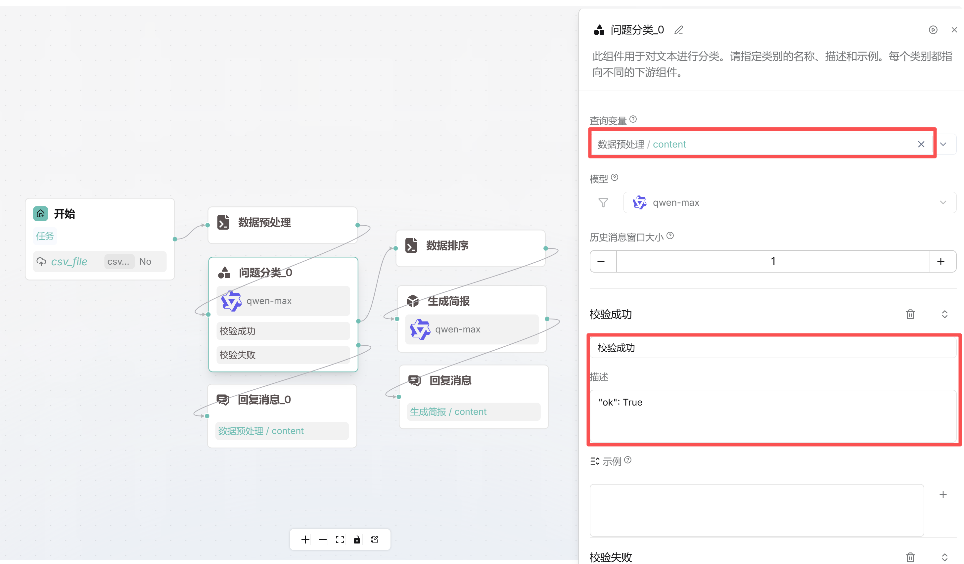 开始
任务
csv_file csv... No
数据预处理
问题分类_0
qwen-max
校验成功
校验失败
回复消息_0
数据预处理 / content
数据排序
生成简报
qwen-max
回复消息
生成简报 / content
问题分类_0
此组件用于对文本进行分类。请指定类别的名称、描述和示例。每个类别都指
向不同的下游组件。
查询变量
数据预处理 / content
模型
qwen-max
历史消息窗口大小
1
校验成功
校验成功
描述
"ok": True
示例
校验失败